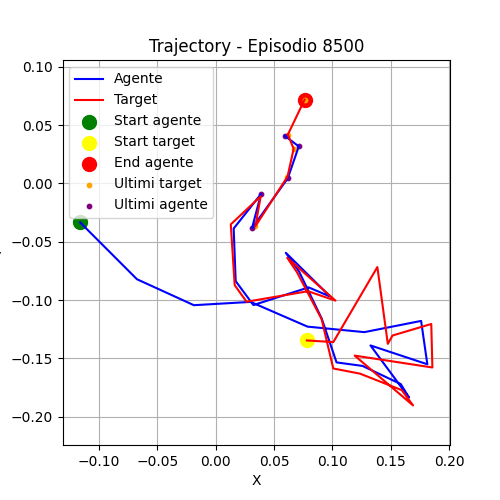 Trajectory - Episodio 8500
Agente
Target
Start agente
Start target
End agente
Ultimi target
Ultimi agente
0.10
0.05
0.00
−0.05
−0.10
−0.15
−0.20
−0.10
−0.05
0.00
0.05
0.10
0.15
0.20
X